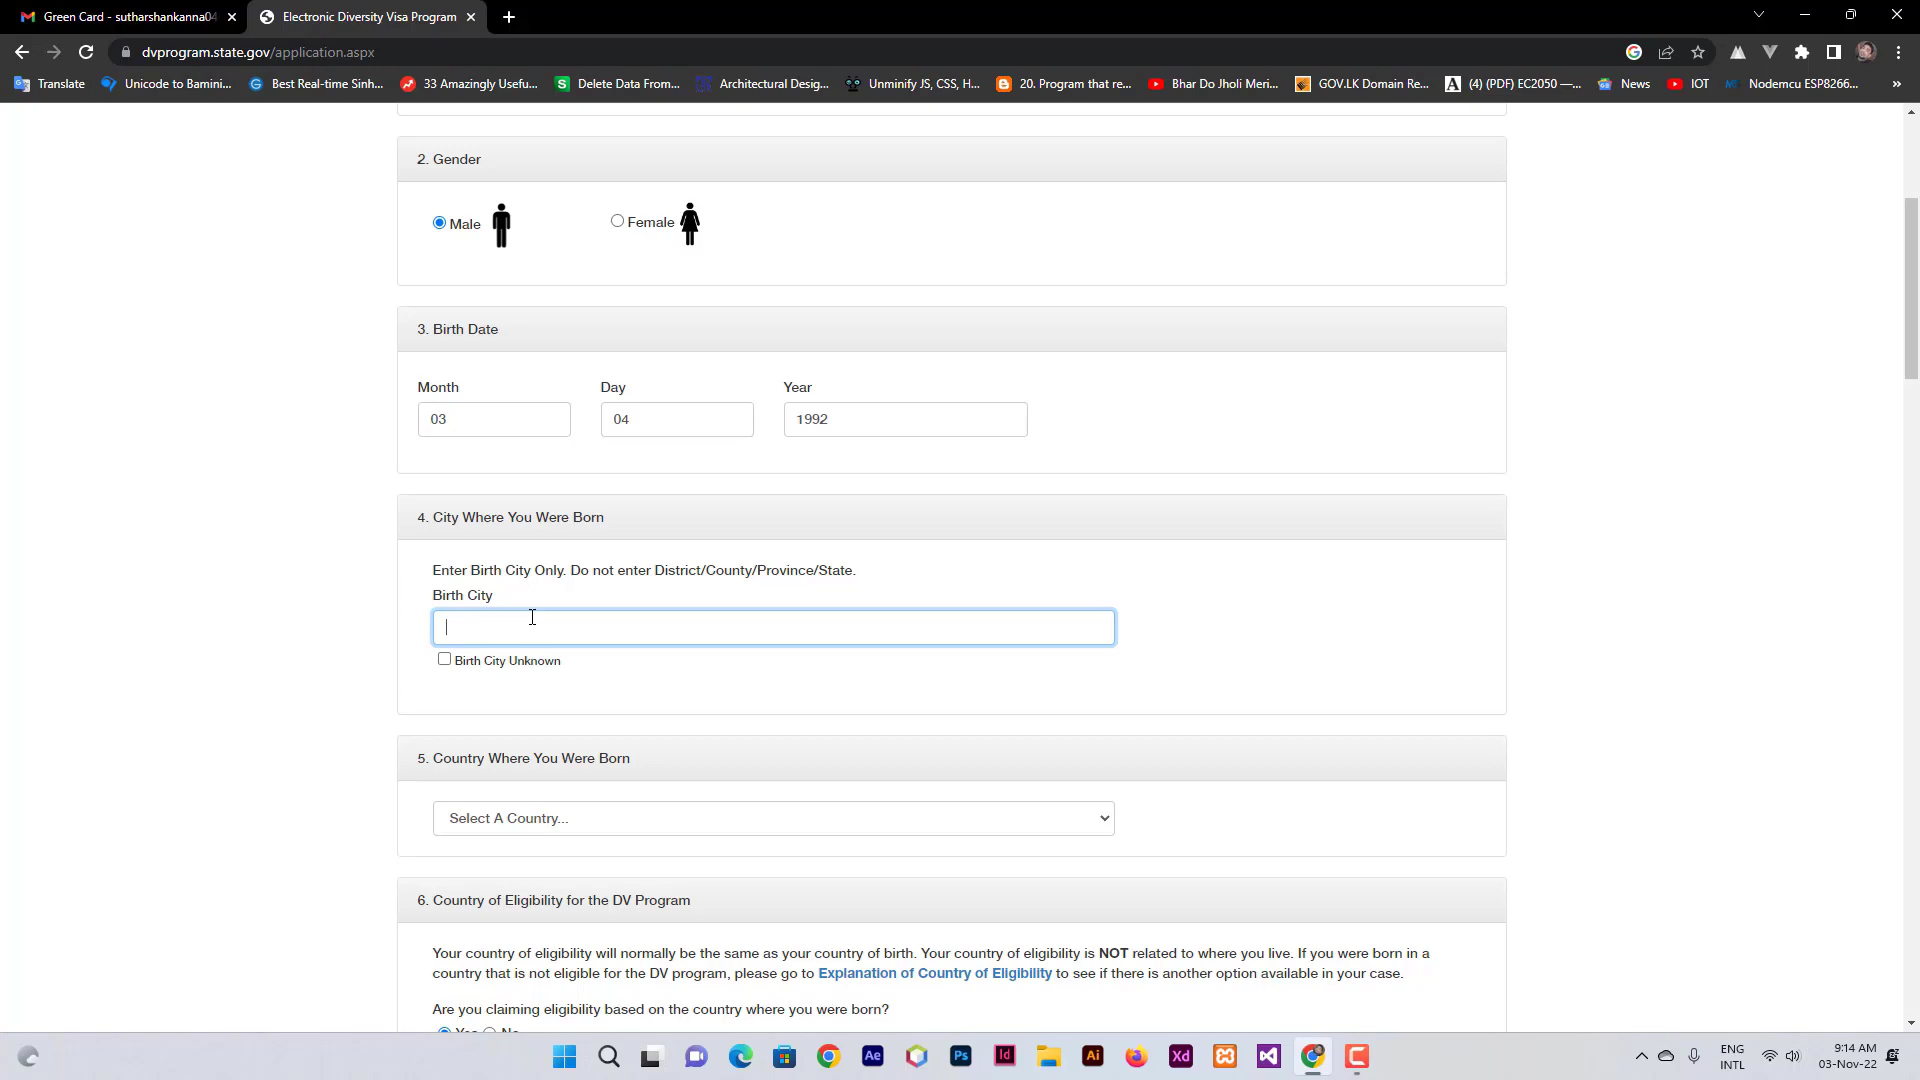 Green Card - sutharshankanna04
Electronic Diversity Visa Program
dvprogram.state.gov/application.aspx
Translate
Unicode to Bamini...
Best Real-time Sinh...
33 Amazingly Usefu...
Delete Data From...
Architectural Desig...
Unminify JS, CSS, H...
20. Program that re...
Bhar Do Jholi Meri...
GOV.LK Domain Re...
(4) (PDF) EC2050 —...
News
IOT
Nodemcu ESP8266...
»
2. Gender
Male
Female
3. Birth Date
Month
Day
Year
03
04
1992
4. City Where You Were Born
Enter Birth City Only. Do not enter District/County/Province/State.
Birth City
Birth City Unknown
5. Country Where You Were Born
Select A Country...
6. Country of Eligibility for the DV Program
Your country of eligibility will normally be the same as your country of birth. Your country of eligibility is NOT related to where you live. If you were born in a
country that is not eligible for the DV program, please go to Explanation of Country of Eligibility to see if there is another option available in your case.
Are you claiming eligibility based on the country where you were born?
Yes No
Ae
Ps
Id
Ai
Xd
ENG
INTL
9:14 AM
03-Nov-22